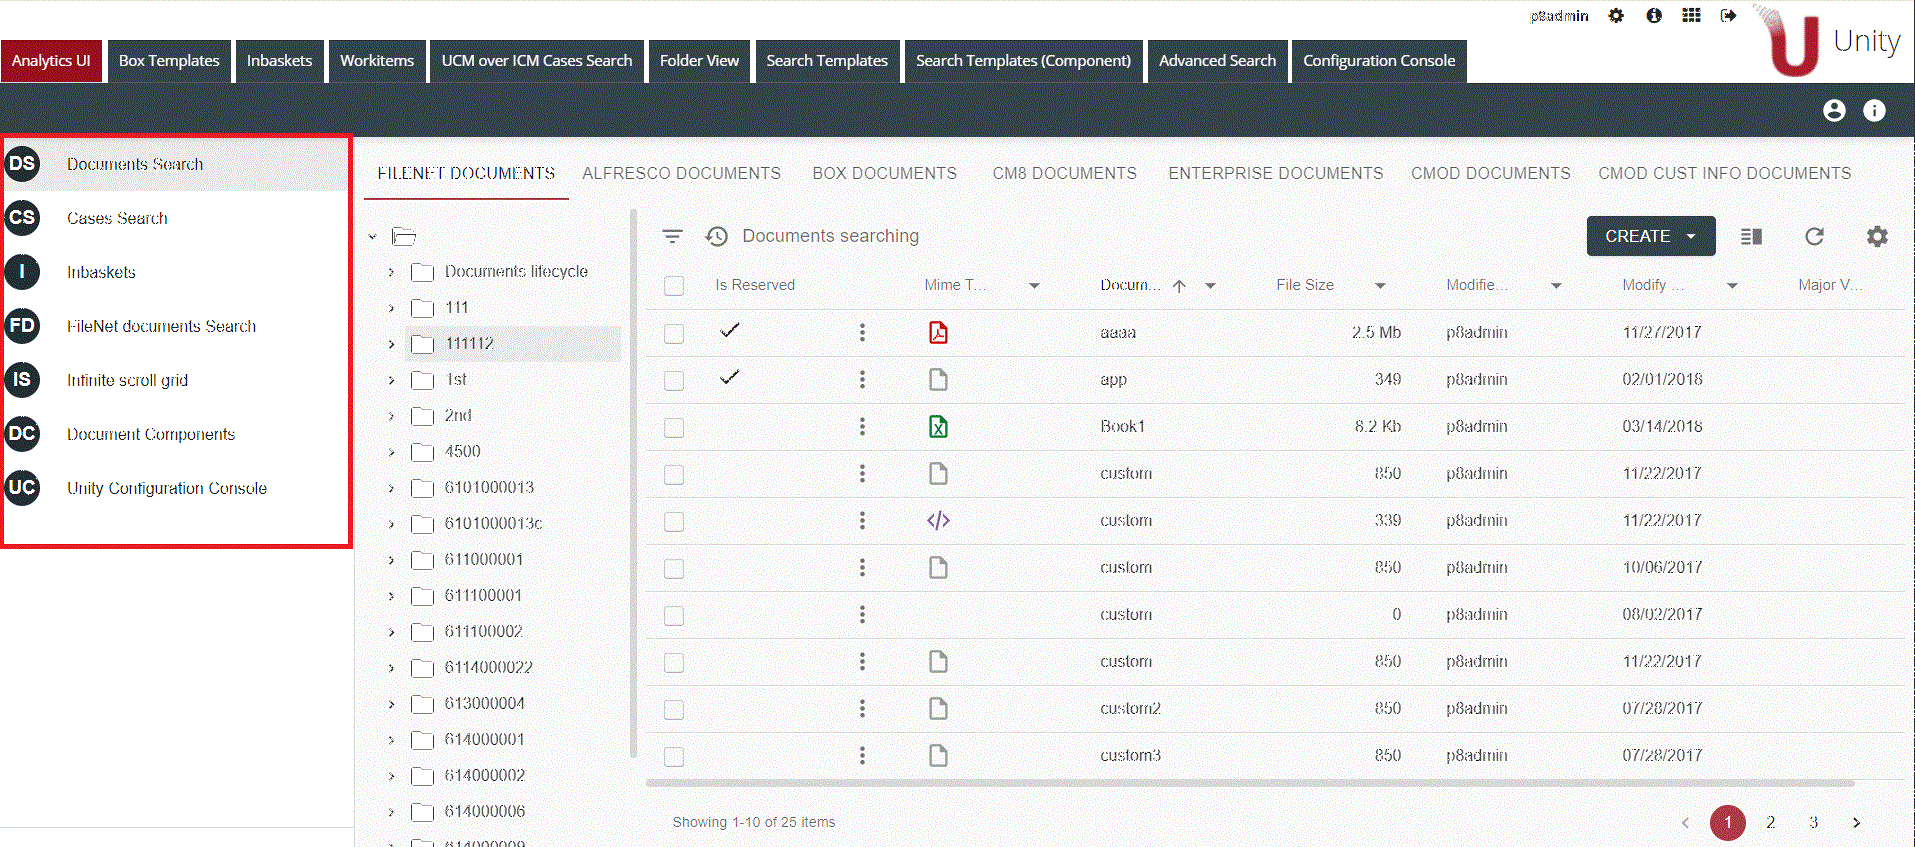 p8admin
Unity
Analytics UI Box Templates Inbaskets Workitems UCM over ICM Cases Search Folder View Search Templates Search Templates (Component) Advanced Search Configuration Console
DS Documents Search
CS Cases Search
I Inbaskets
FD FileNet documents Search
IS Infinite scroll grid
DC Document Components
UC Unity Configuration Console
FILENET DOCUMENTS ALFRESCO DOCUMENTS BOX DOCUMENTS CM8 DOCUMENTS ENTERPRISE DOCUMENTS CMOD DOCUMENTS CMOD CUST INFO DOCUMENTS
Documents lifecycle
111
111112
1st
2nd
4500
6101000013
6101000013c
611000001
611100001
611100002
6114000022
613000004
614000001
614000002
614000006
614000009
Documents searching CREATE
Is Reserved Mime T... Docum... File Size Modifie... Modify ... Major V...
aaaa 2.5 Mb p8admin 11/27/2017
app 349 p8admin 02/01/2018
Book1 8.2 Kb p8admin 03/14/2018
custom 850 p8admin 11/22/2017
custom 339 p8admin 11/22/2017
custom 850 p8admin 10/06/2017
custom 0 p8admin 08/02/2017
custom 850 p8admin 11/22/2017
custom2 850 p8admin 07/28/2017
custom3 850 p8admin 07/28/2017
Showing 1-10 of 25 items 1 2 3